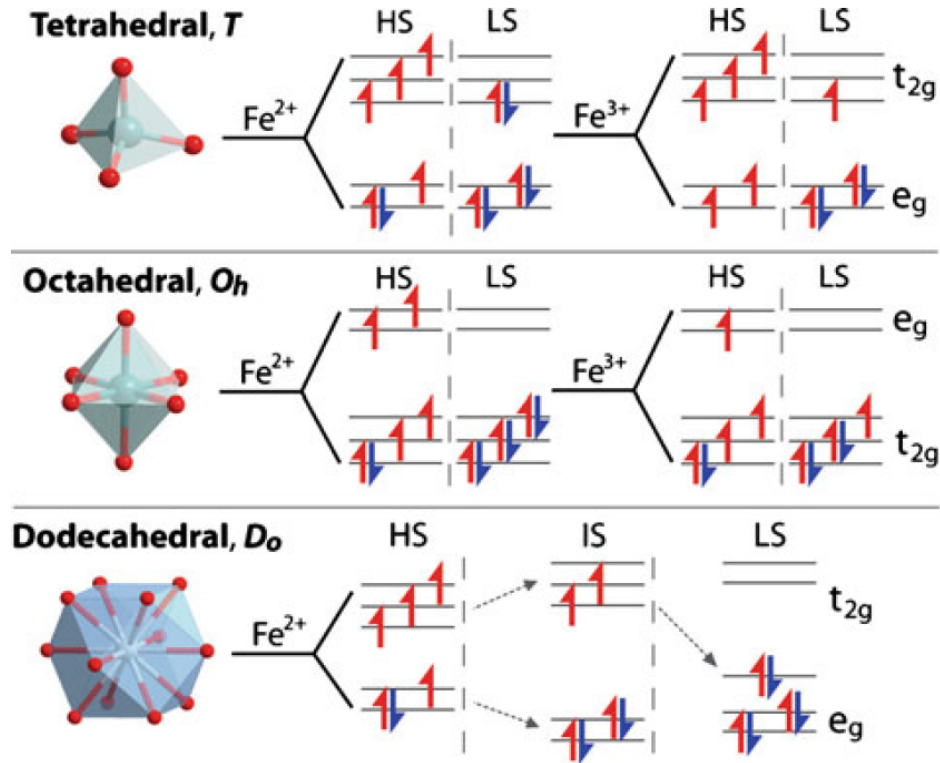 Tetrahedral, T
HS LS HS LS
Fe2+ Fe3+ t2g
eg
Octahedral, Oh
HS LS HS LS
eg
Fe2+ Fe3+
t2g
Dodecahedral, Do
HS IS LS
Fe2+ t2g
eg